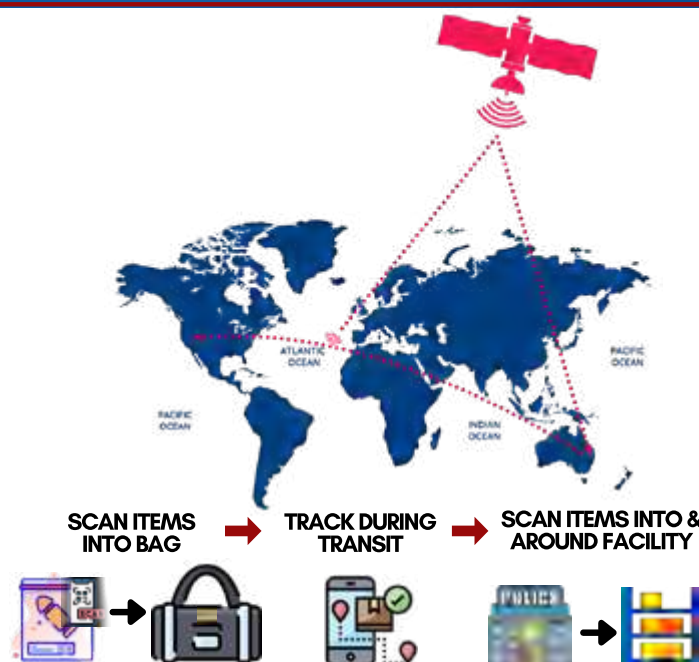 ATLANTIC
OCEAN
PACIFIC
OCEAN
PACIFIC
OCEAN
INDIAN
OCEAN
SCAN ITEMS
INTO BAG
TRACK DURING
TRANSIT
SCAN ITEMS INTO &
AROUND FACILITY
POLICE